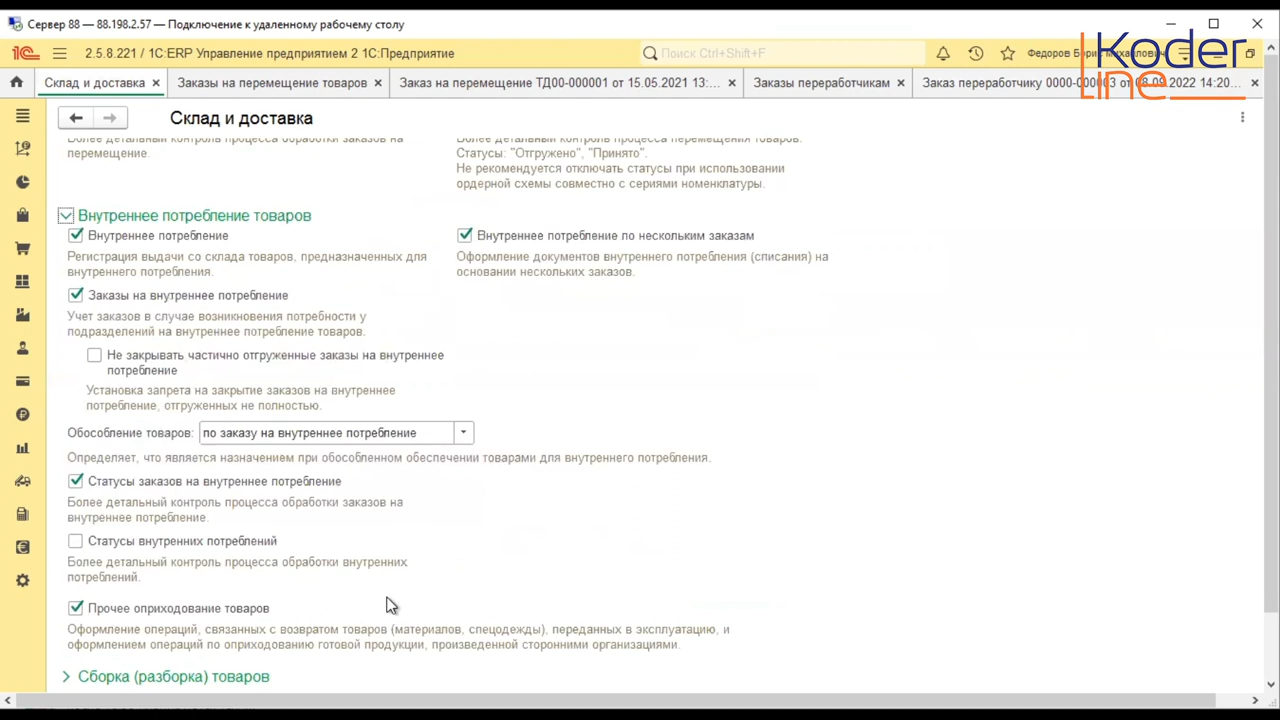 Сервер 88 — 88.198.2.57 — Подключение к удаленному рабочему столу
2.5.8.221 / 1С:ERP Управление предприятием 2 1С:Предприятие
Поиск Ctrl+Shift+F
Koder
Line
Склад и доставка
Заказы на перемещение товаров
Заказ на перемещение ТД00-000001 от 15.05.2021 13:...
Заказы переработчикам
Заказ переработчику 0000-000003 от 08.09.2022 14:20...
Склад и доставка
Более детальный контроль процесса обработки заказов на
перемещение.
Более детальный контроль процесса перемещения товаров.
Статусы: "Отгружено", "Принято".
Не рекомендуется отключать статусы при использовании
ордерной схемы совместно с сериями номенклатуры.
Внутреннее потребление товаров
Внутреннее потребление
Регистрация выдачи со склада товаров, предназначенных для
внутреннего потребления.
Внутреннее потребление по нескольким заказам
Оформление документов внутреннего потребления (списания) на
основании нескольких заказов.
Заказы на внутреннее потребление
Учет заказов в случае возникновения потребности у
подразделений на внутреннее потребление товаров.
Не закрывать частично отгруженные заказы на внутреннее
потребление
Установка запрета на закрытие заказов на внутреннее
потребление, отгруженных не полностью.
Обособление товаров: по заказу на внутреннее потребление
Определяет, что является назначением при обособленном обеспечении товарами для внутреннего потребления.
Статусы заказов на внутреннее потребление
Более детальный контроль процесса обработки заказов на
внутреннее потребление.
Статусы внутренних потреблений
Более детальный контроль процесса обработки внутренних
потреблений.
Прочее оприходование товаров
Оформление операций, связанных с возвратом товаров (материалов, спецодежды), переданных в эксплуатацию, и
оформлением операций по оприходованию готовой продукции, произведенной сторонними организациями.
Сборка (разборка) товаров